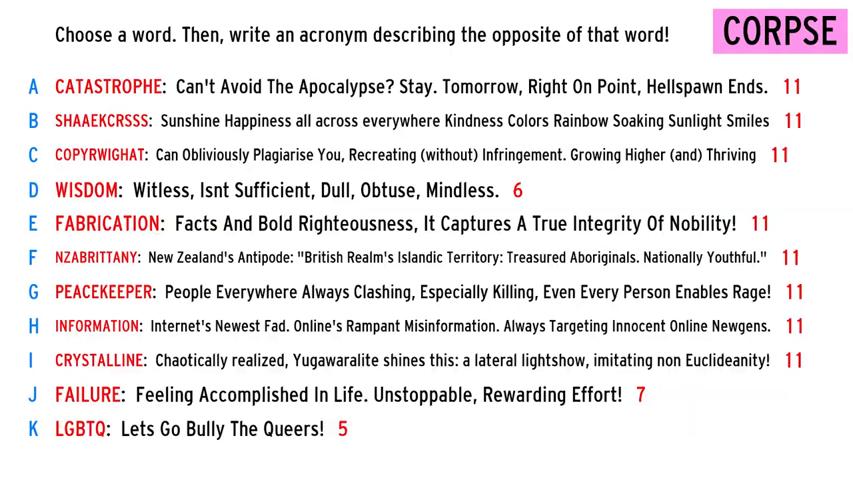 Choose a word. Then, write an acronym describing the opposite of that word! CORPSE
A CATASTROPHE: Can't Avoid The Apocalypse? Stay. Tomorrow, Right On Point, Hellspawn Ends. 11
B SHAAEKCRSSS: Sunshine Happiness all across everywhere Kindness Colors Rainbow Soaking Sunlight Smiles 11
C COPYRWIGHAT: Can Obliviously Plagiarise You, Recreating (without) Infringement. Growing Higher (and) Thriving 11
D WISDOM: Witless, Isnt Sufficient, Dull, Obtuse, Mindless. 6
E FABRICATION: Facts And Bold Righteousness, It Captures A True Integrity Of Nobility! 11
F NZABRITTANY: New Zealand's Antipode: "British Realm's Islandic Territory: Treasured Aboriginals. Nationally Youthful." 11
G PEACEKEEPER: People Everywhere Always Clashing, Especially Killing, Even Every Person Enables Rage! 11
H INFORMATION: Internet's Newest Fad. Online's Rampant Misinformation. Always Targeting Innocent Online Newgens. 11
I CRYSTALLINE: Chaotically realized, Yugawaralite shines this: a lateral lightshow, imitating non Euclideanity! 11
J FAILURE: Feeling Accomplished In Life. Unstoppable, Rewarding Effort! 7
K LGBTQ: Lets Go Bully The Queers! 5